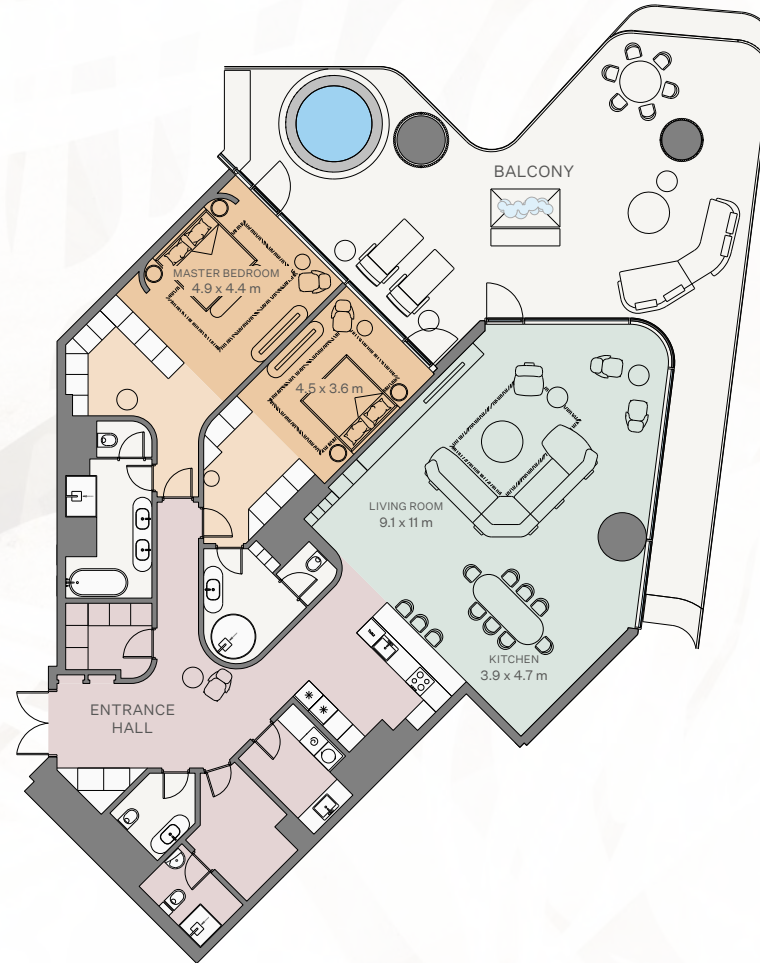 BALCONY
MASTER BEDROOM
4.9 x 4.4 m
4.5 x 3.6 m
LIVING ROOM
9.1 x 11 m
KITCHEN
3.9 x 4.7 m
ENTRANCE
HALL